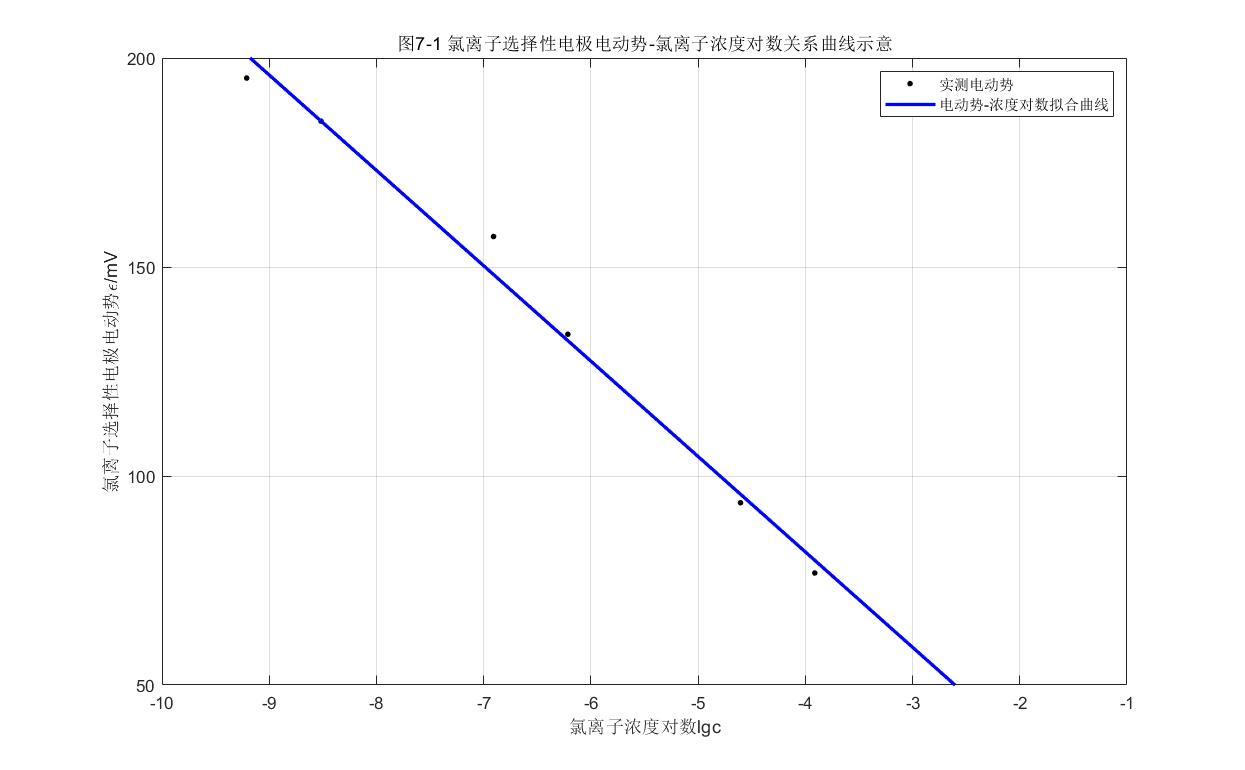 图7-1 氯离子选择性电极电动势-氯离子浓度对数关系曲线示意
实测电动势
电动势-浓度对数拟合曲线
氯离子选择性电极电动势ϵ/mV
200
150
100
50
-10 -9 -8 -7 -6 -5 -4 -3 -2 -1
氯离子浓度对数lgc